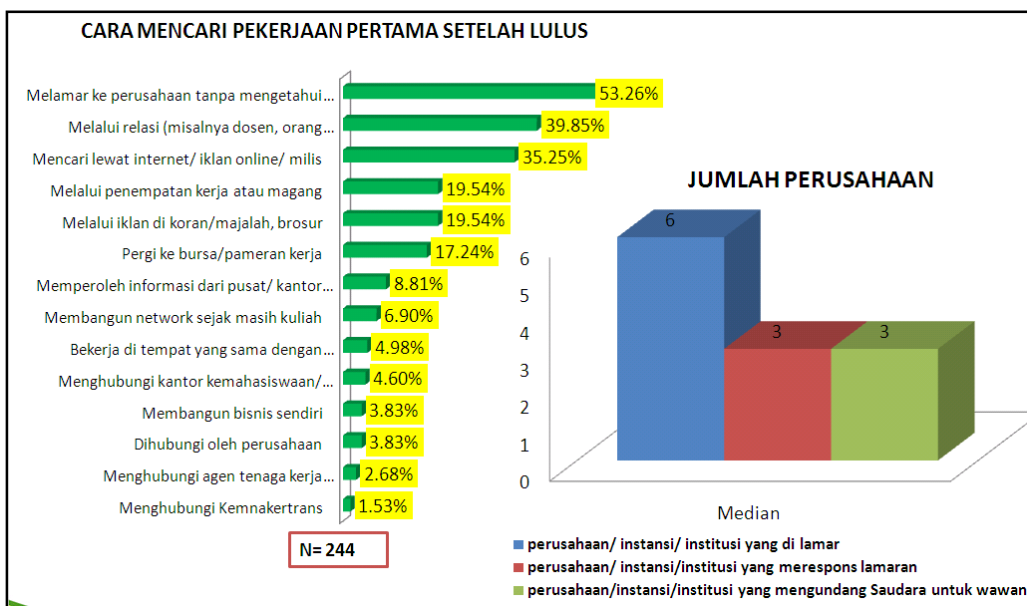 CARA MENCARI PEKERJAAN PERTAMA SETELAH LULUS
Melamar ke perusahaan tanpa mengetahui... 53.26%
Melalui relasi (misalnya dosen, orang... 39.85%
Mencari lewat internet/ iklan online/ milis 35.25%
Melalui penempatan kerja atau magang 19.54%
Melalui iklan di koran/majalah, brosur 19.54%
Pergi ke bursa/pameran kerja 17.24%
Memperoleh informasi dari pusat/ kantor... 8.81%
Membangun network sejak masih kuliah 6.90%
Bekerja di tempat yang sama dengan... 4.98%
Menghubungi kantor kemahasiswaan/... 4.60%
Membangun bisnis sendiri 3.83%
Dihubungi oleh perusahaan 3.83%
Menghubungi agen tenaga kerja... 2.68%
Menghubungi Kemnakertrans 1.53%
N= 244
JUMLAH PERUSAHAAN
6
3
3
6
5
4
3
2
1
0
Median
perusahaan/ instansi/ institusi yang di lamar
perusahaan/ instansi/institusi yang merespons lamaran
perusahaan/instansi/institusi yang mengundang Saudara untuk wawan